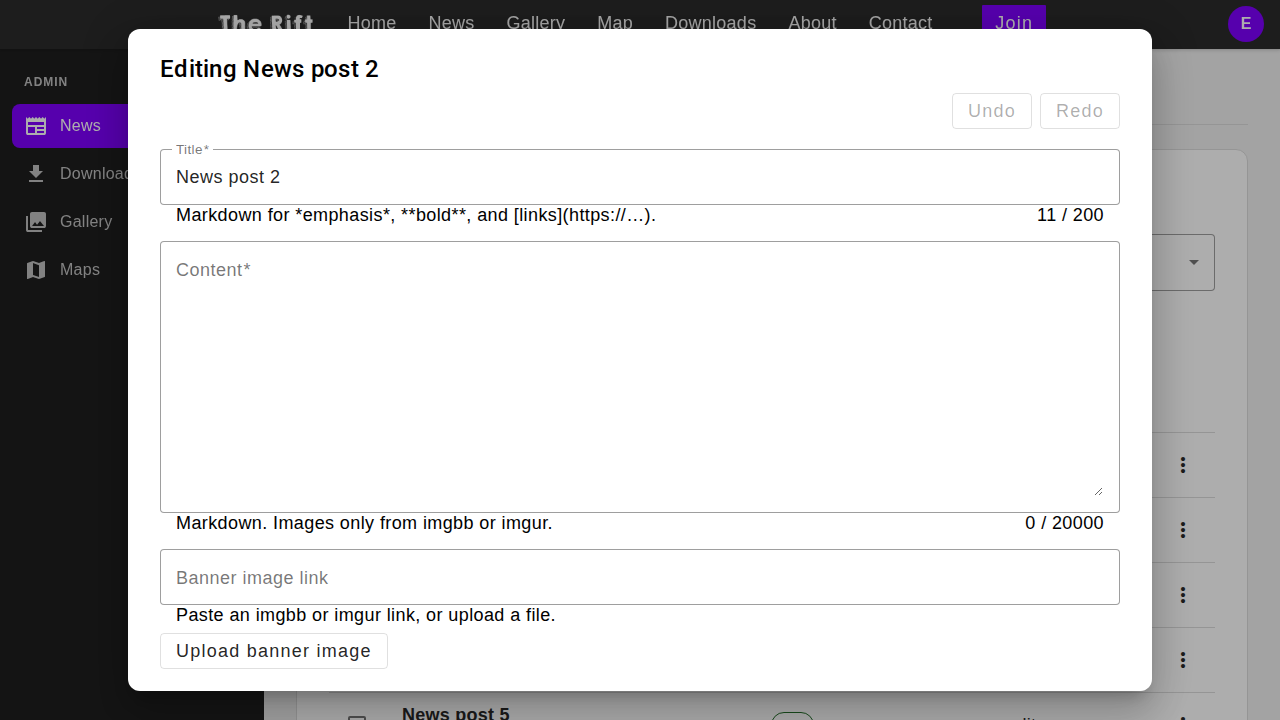 The Rift Home News Gallery Map Downloads About Contact Join E
ADMIN
News
Gallery
Maps
Editing News post 2
Undo Redo
Title*
News post 2
Markdown for *emphasis*, **bold**, and [links](https://…). 11 / 200
Content*
Markdown. Images only from imgbb or imgur. 0 / 20000
Banner image link
Paste an imgbb or imgur link, or upload a file.
Upload banner image
News post 5